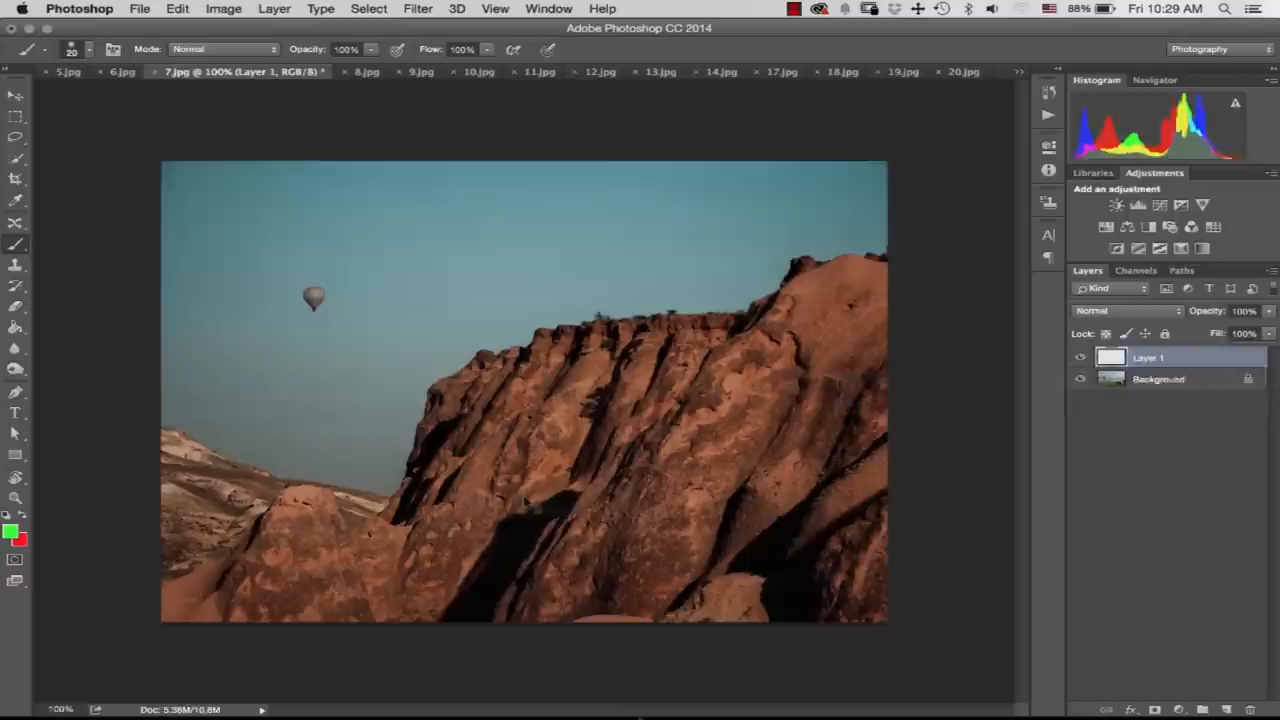 Photoshop File Edit Image Layer Type Select Filter 3D View Window Help 88% Fri 10:29 AM
Adobe Photoshop CC 2014
20 Mode: Normal Opacity: 100% Flow: 100% Photography
× 5.jpg × 6.jpg × 7.jpg @ 100% (Layer 1, RGB/8) * × 8.jpg × 9.jpg × 10.jpg × 11.jpg × 12.jpg × 13.jpg × 14.jpg × 17.jpg × 18.jpg × 19.jpg × 20.jpg
Histogram Navigator
Libraries Adjustments
Add an adjustment
Layers Channels Paths
Kind
Normal Opacity: 100%
Lock: Fill: 100%
Layer 1
Background
100% Doc: 5.38M/10.8M